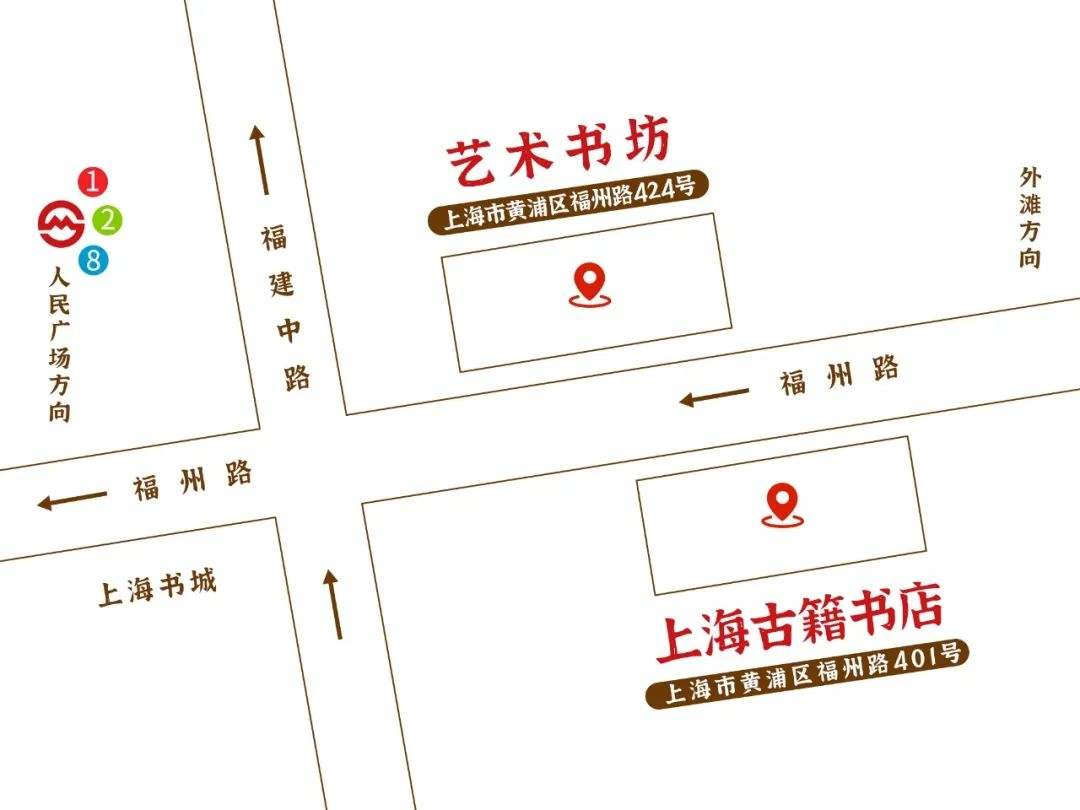 艺术书坊
上海市黄浦区福州路424号
外滩方向
1
2
8
人民广场方向
福建中路
福州路
福州路
上海书城
上海古籍书店
上海市黄浦区福州路401号